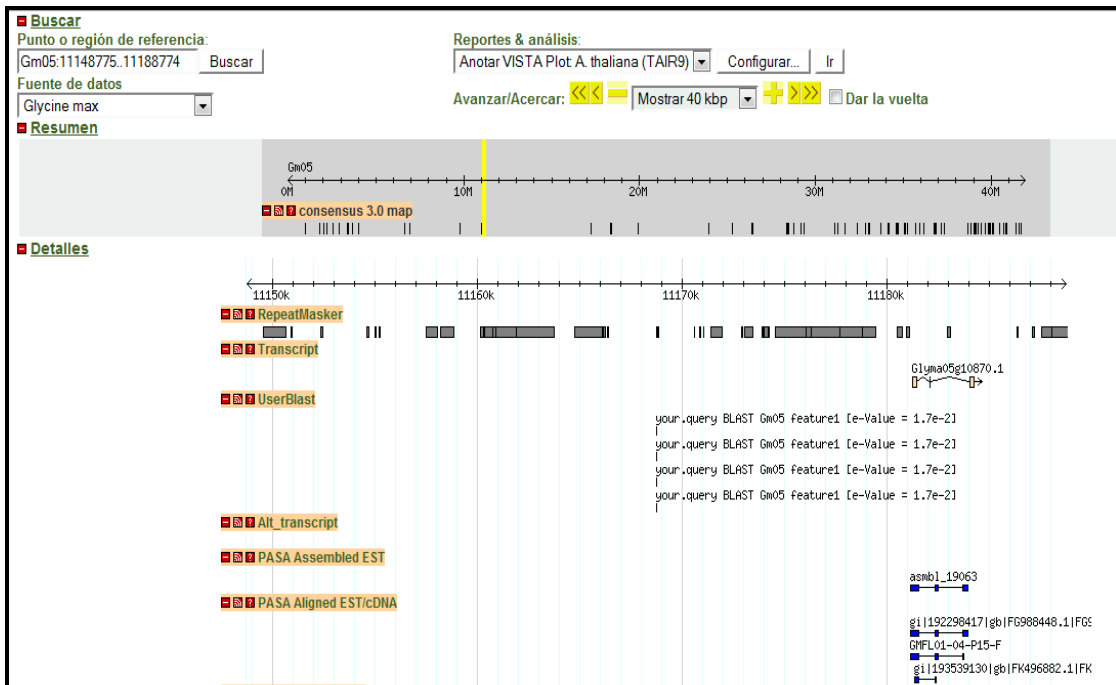 Buscar
Punto o región de referencia:
Gm05:11148775..11188774 Buscar
Reportes & análisis:
Anotar VISTA Plot: A. thaliana (TAIR9) Configurar... Ir
Fuente de datos
Glycine max
Avanzar/Acercar: Mostrar 40 kbp Dar la vuelta
Resumen
Gm05
0M 10M 20M 30M 40M
consensus 3.0 map
Detalles
11150k 11160k 11170k 11180k
RepeatMasker
Transcript
Glyma05g10870.1
UserBlast
your.query BLAST Gm05 feature1 [e-Value = 1.7e-2]
your.query BLAST Gm05 feature1 [e-Value = 1.7e-2]
your.query BLAST Gm05 feature1 [e-Value = 1.7e-2]
your.query BLAST Gm05 feature1 [e-Value = 1.7e-2]
Alt_transcript
PASA Assembled EST
asmbl_19063
PASA Aligned EST/cDNA
gi|192298417|gb|FG988448.1|FG9
GMFL01-04-P15-F
gi|193539130|gb|FK496882.1|FK